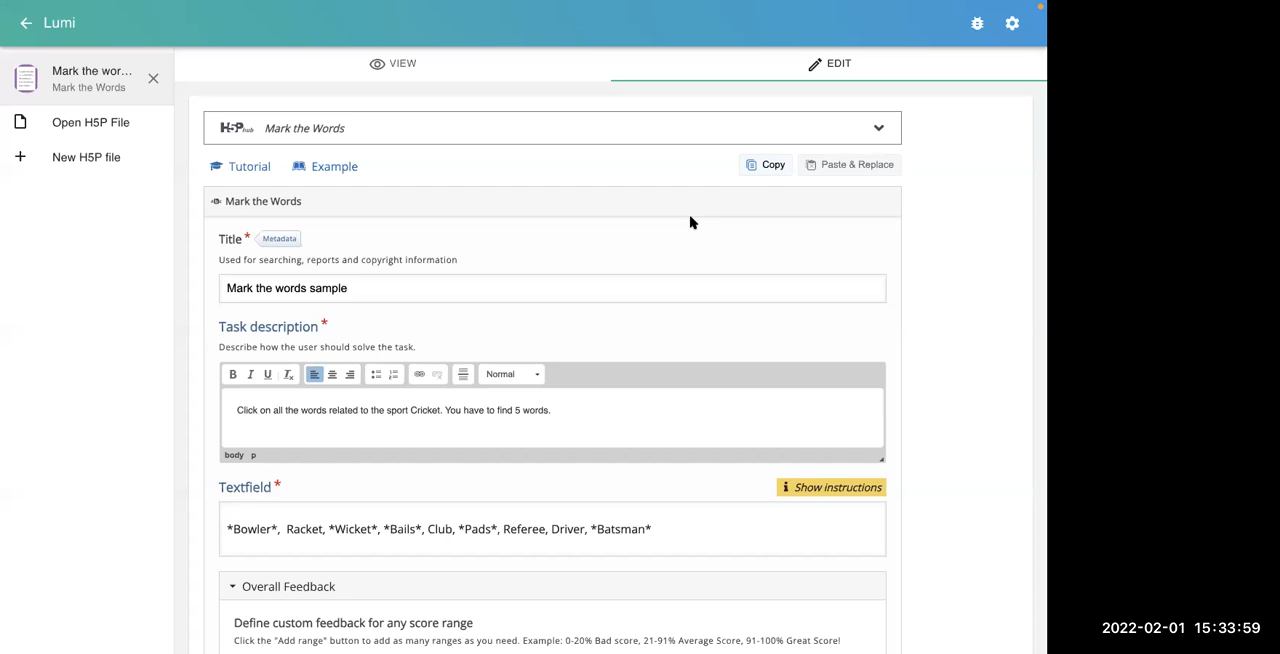 Lumi
Mark the wor...
Mark the Words
Open H5P File
New H5P file
VIEW
EDIT
H5P hub Mark the Words
Tutorial Example Copy Paste & Replace
Mark the Words
Title * Metadata
Used for searching, reports and copyright information
Mark the words sample
Task description *
Describe how the user should solve the task.
B I U Tx Normal
Click on all the words related to the sport Cricket. You have to find 5 words.
body p
Textfield * i Show instructions
*Bowler*, Racket, *Wicket*, *Bails*, Club, *Pads*, Referee, Driver, *Batsman*
Overall Feedback
Define custom feedback for any score range
Click the "Add range" button to add as many ranges as you need. Example: 0-20% Bad score, 21-91% Average Score, 91-100% Great Score!
2022-02-01 15:33:59